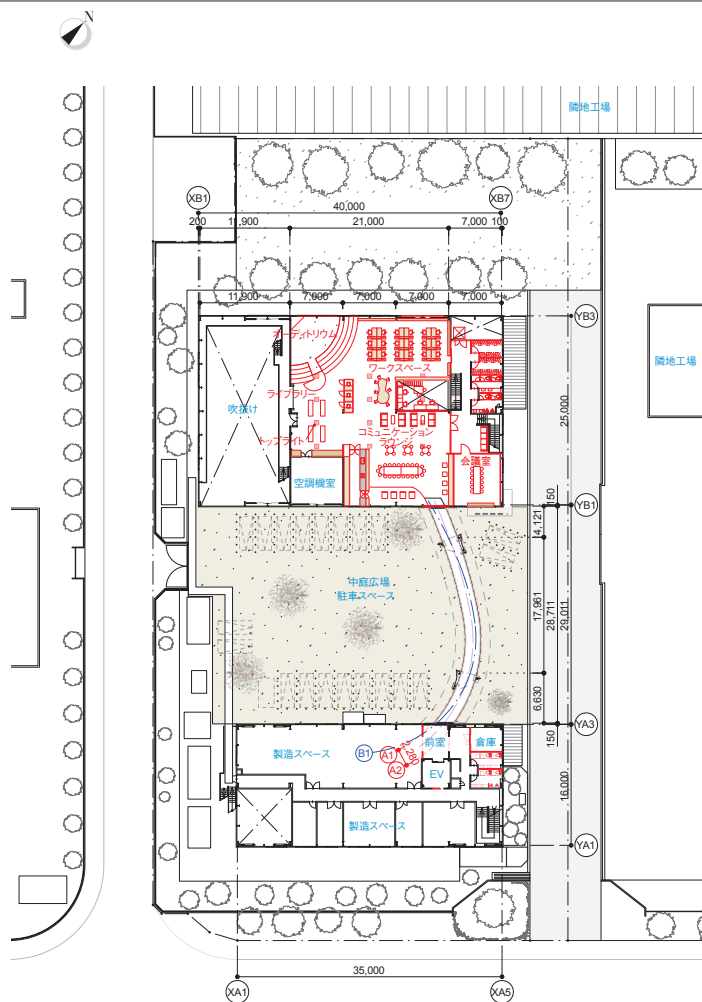 N
隣地工場
XB1
XB7
40,000
200
11,900
21,000
7,000
100
11,900
7,000
7,000
7,000
7,000
YB3
オーディトリウム
ワークスペース
隣地工場
ライブラリー
吹抜け
25,000
トップライト
コミュニケーション
ラウンジ
会議室
空調機室
150
YB1
4,121
中庭広場
駐車スペース
17,961
28,711
29,011
6,630
YA3
製造スペース
B1
A1
2,280
A2
前室
倉庫
EV
150
16,000
製造スペース
YA1
35,000
XA1
XA5